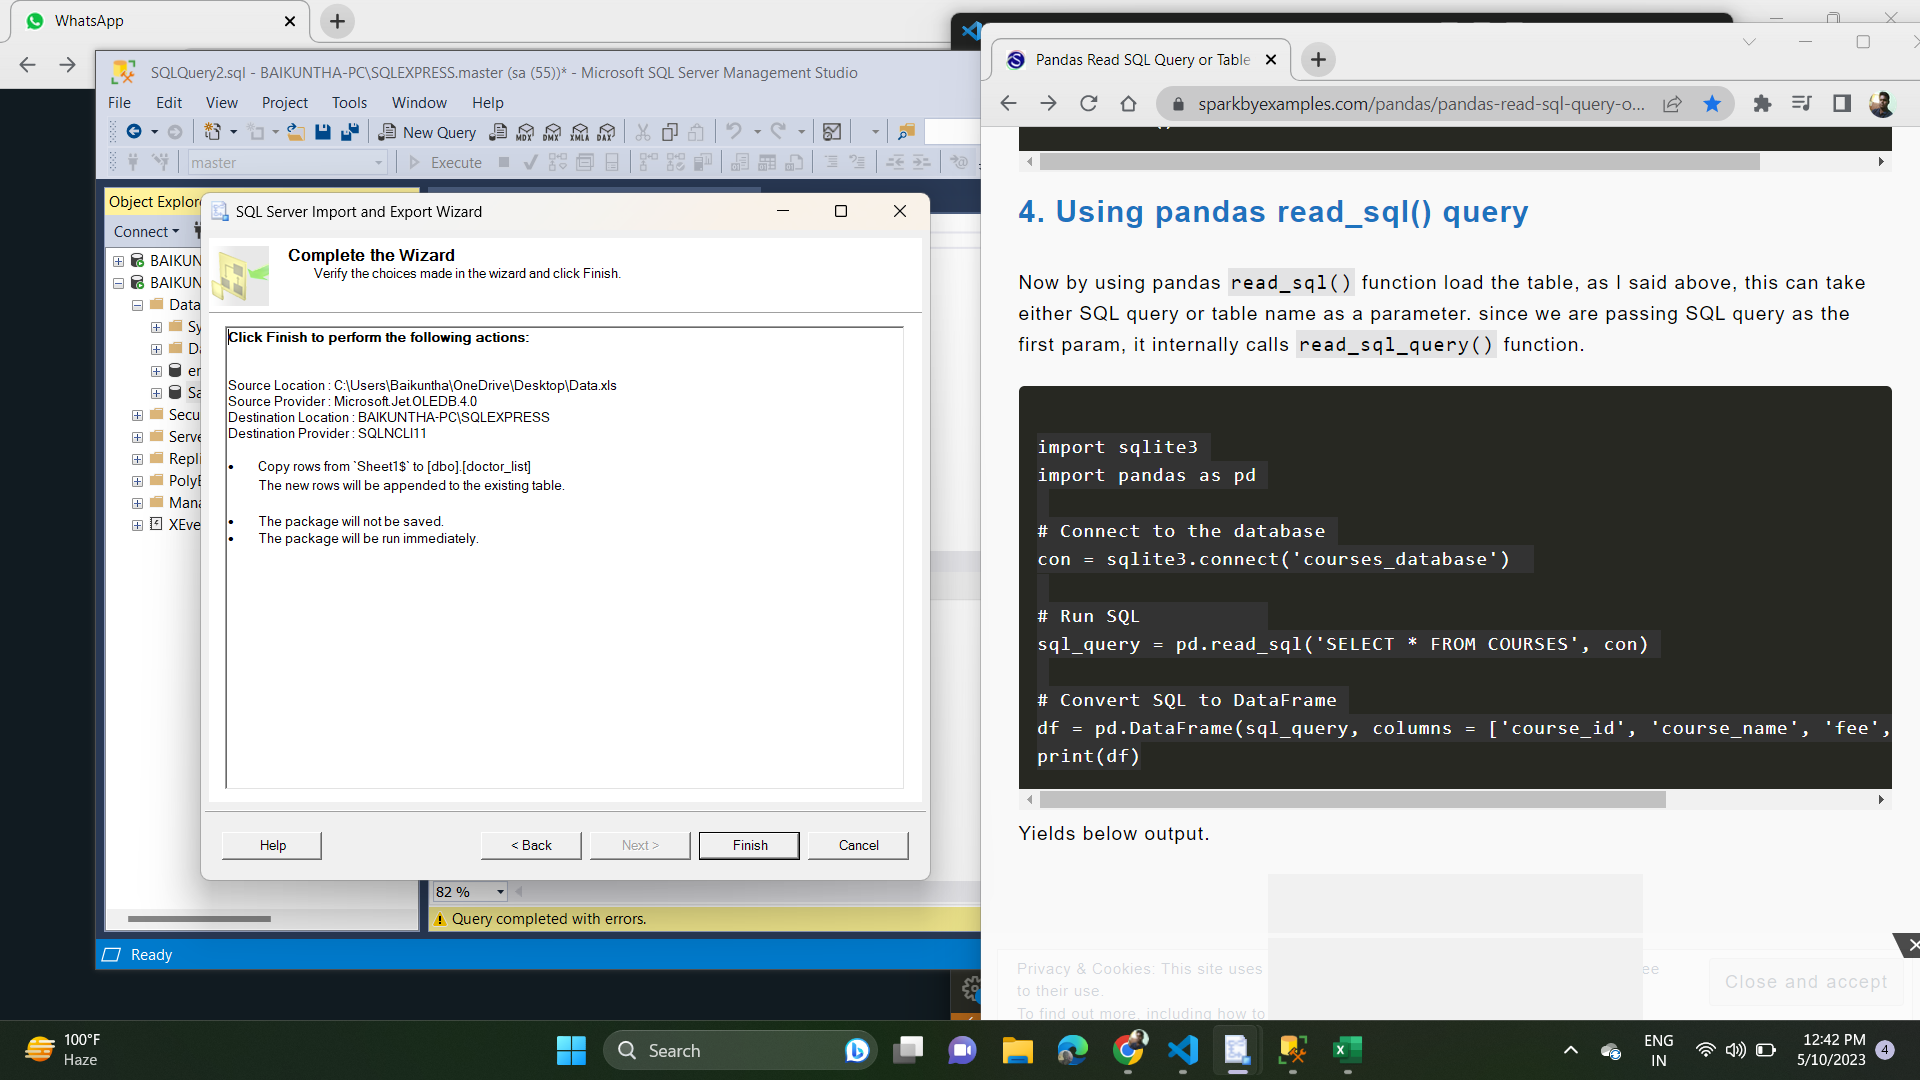 WhatsApp
SQLQuery2.sql - BAIKUNTHA-PC\SQLEXPRESS.master (sa (55))* - Microsoft SQL Server Management Studio
File Edit View Project Tools Window Help
New Query MDX DMX XMLA DAX
master Execute
Object Explor
Connect
BAIKUN
BAIKUN
Data
Sy
D
er
Sa
Secu
Serve
Repli
PolyB
Mana
XEve
SQL Server Import and Export Wizard
Complete the Wizard
Verify the choices made in the wizard and click Finish.
Click Finish to perform the following actions:
Source Location : C:\Users\Baikuntha\OneDrive\Desktop\Data.xls
Source Provider : Microsoft.Jet.OLEDB.4.0
Destination Location : BAIKUNTHA-PC\SQLEXPRESS
Destination Provider : SQLNCLI11
• Copy rows from `Sheet1$` to [dbo].[doctor_list]
The new rows will be appended to the existing table.
• The package will not be saved.
• The package will be run immediately.
Help < Back Next > Finish Cancel
82 %
Query completed with errors.
Ready
Pandas Read SQL Query or Table
sparkbyexamples.com/pandas/pandas-read-sql-query-o...
4. Using pandas read_sql() query
Now by using pandas read_sql() function load the table, as I said above, this can take
either SQL query or table name as a parameter. since we are passing SQL query as the
first param, it internally calls read_sql_query() function.
import sqlite3
import pandas as pd
# Connect to the database
con = sqlite3.connect('courses_database')
# Run SQL
sql_query = pd.read_sql('SELECT * FROM COURSES', con)
# Convert SQL to DataFrame
df = pd.DataFrame(sql_query, columns = ['course_id', 'course_name', 'fee',
print(df)
Yields below output.
Privacy & Cookies: This site uses
ee
to their use.
To find out more, including how to
Close and accept
100°F
Haze
Search
ENG
IN
12:42 PM
5/10/2023
4